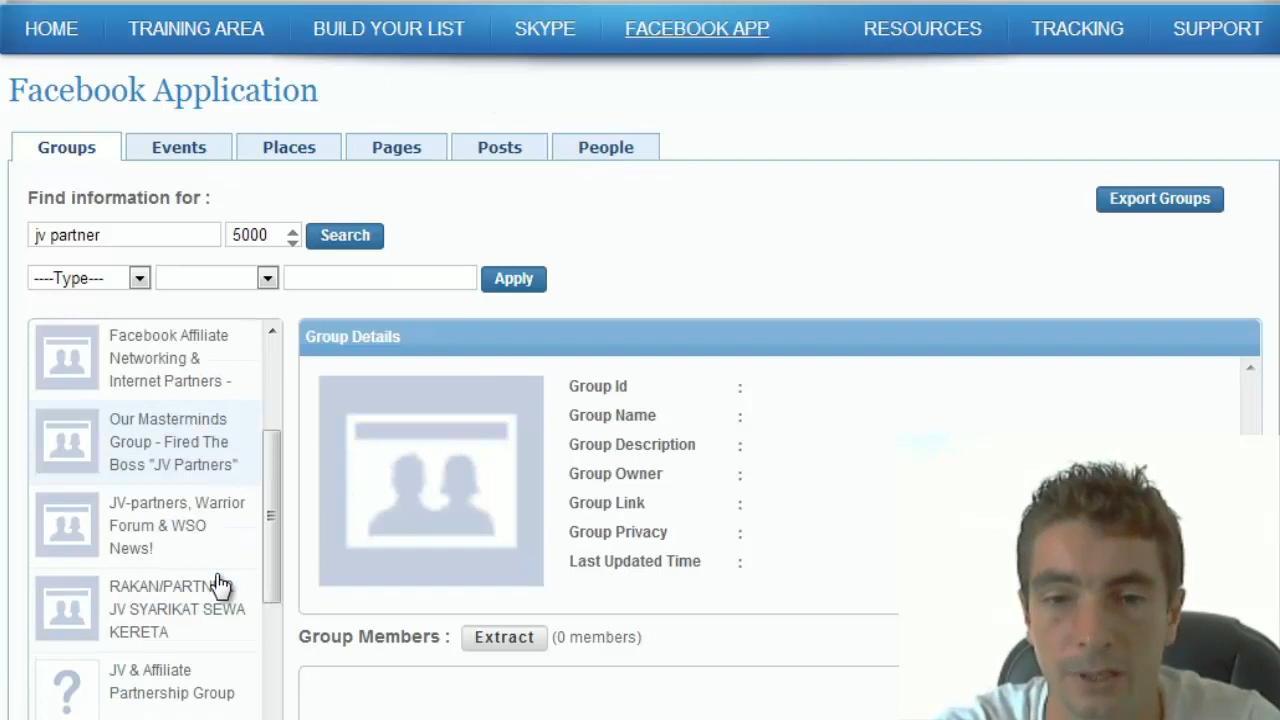 HOME TRAINING AREA BUILD YOUR LIST SKYPE FACEBOOK APP RESOURCES TRACKING SUPPORT
Facebook Application
Groups Events Places Pages Posts People
Find information for :
Export Groups
jv partner 5000 Search
----Type--- Apply
Facebook Affiliate
Networking &
Internet Partners -
Our Masterminds
Group - Fired The
Boss "JV Partners"
JV-partners, Warrior
Forum & WSO
News!
JV SYARIKAT SEWA
KERETA
JV & Affiliate
Partnership Group
Group Details
Group Id :
Group Name :
Group Description :
Group Owner :
Group Link :
Group Privacy :
Last Updated Time :
Group Members : Extract (0 members)